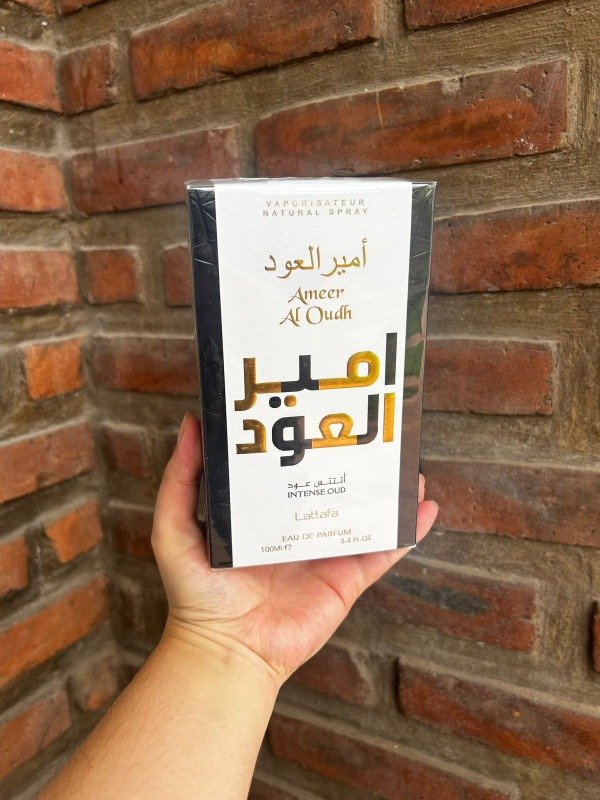 VAPORISATEUR
NATURAL SPRAY
أمير العود
Ameer
Al Oudh
امير
العود
أنتنس عود
INTENSE OUD
Lattafa
EAU DE PARFUM
100ML℮ 3.4 FL.OZ